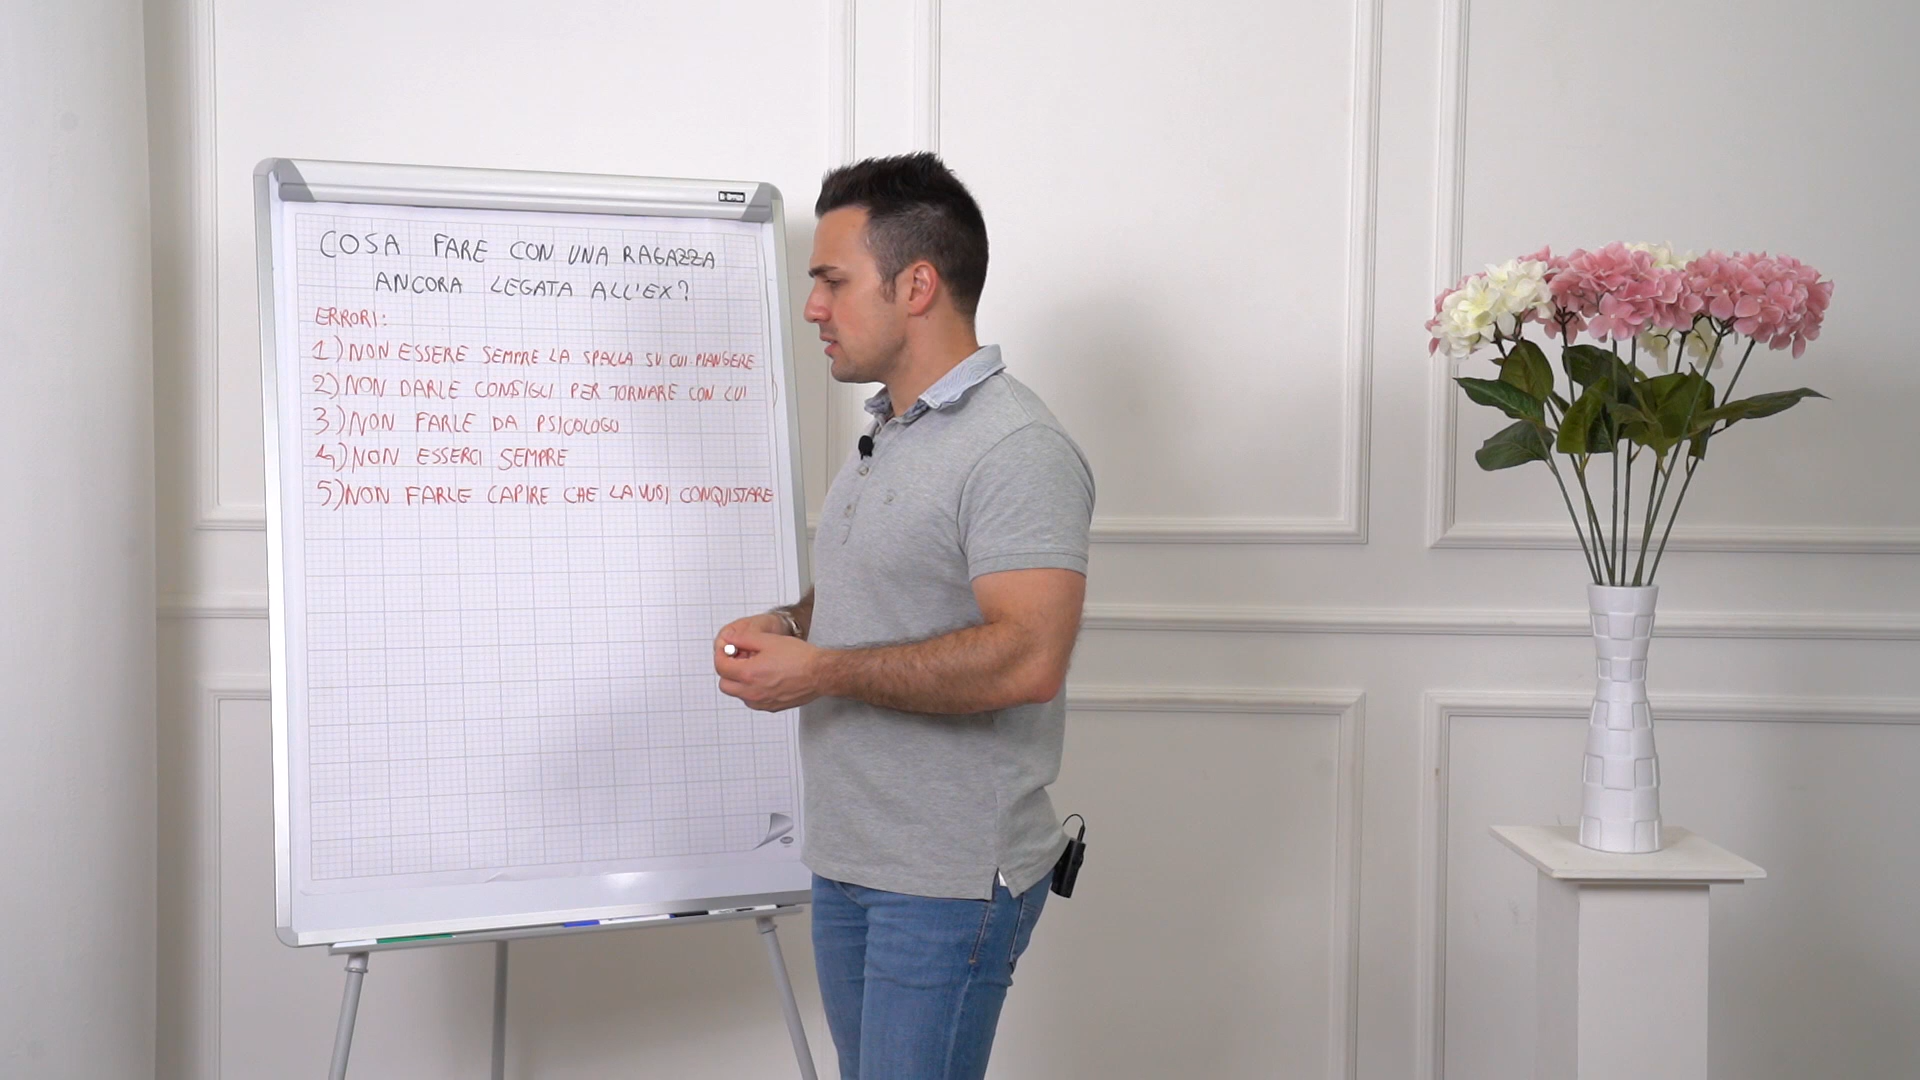 COSA FARE CON UNA RAGAZZA
ANCORA LEGATA ALL'EX?
ERRORI:
1) NON ESSERE SEMPRE LA SPALLA SU CUI PIANGERE
2) NON DARLE CONSIGLI PER TORNARE CON LUI
3) NON FARLE DA PSICOLOGO
4) NON ESSERCI SEMPRE
5) NON FARLE CAPIRE CHE LA VUOI CONQUISTARE